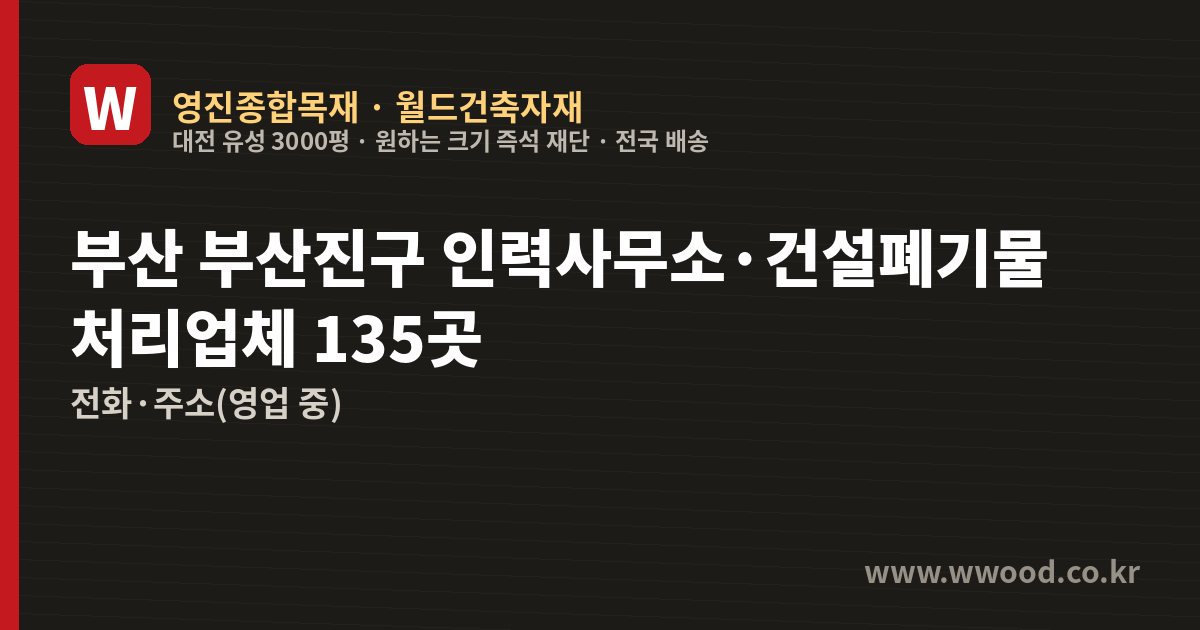 W
영진종합목재 · 월드건축자재
대전 유성 3000평 · 원하는 크기 즉석 재단 · 전국 배송
부산 부산진구 인력사무소·건설폐기물
처리업체 135곳
전화·주소(영업 중)
www.wwood.co.kr